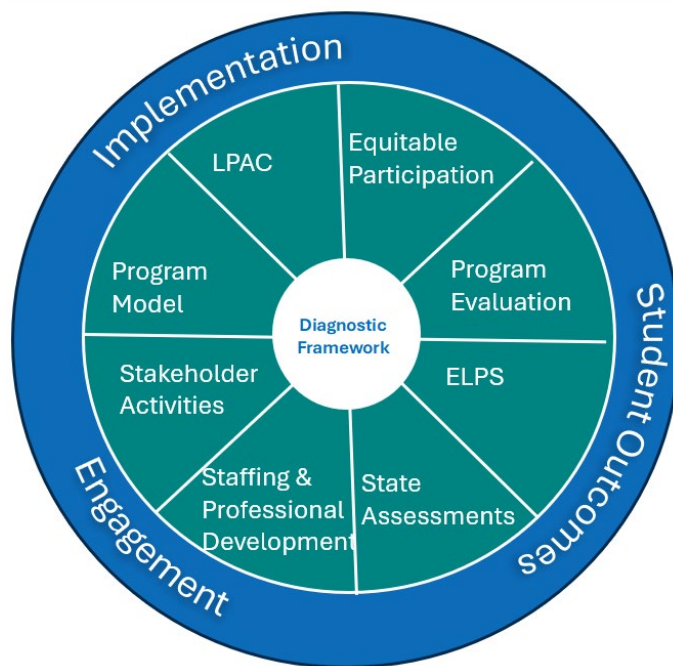 Implementation
LPAC
Equitable
Participation
Program
Model
Program
Evaluation
Diagnostic
Framework
Stakeholder
Activities
ELPS
Staffing &
Professional
Development
State
Assessments
Engagement
Student Outcomes